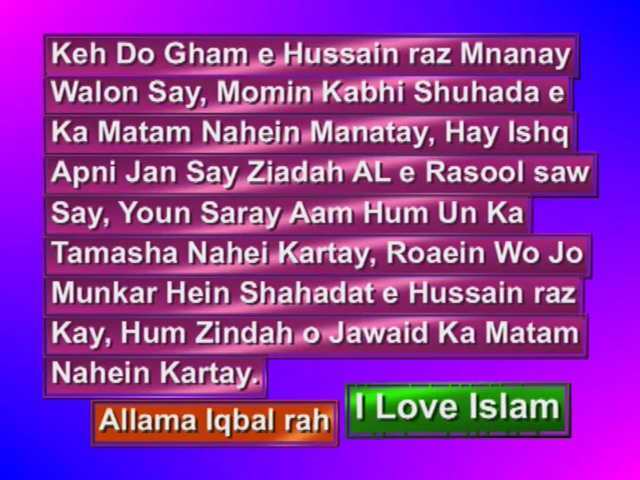 Keh Do Gham e Hussain raz Mnanay
Walon Say, Momin Kabhi Shuhada e
Ka Matam Nahein Manatay, Hay Ishq
Apni Jan Say Ziadah AL e Rasool saw
Say, Youn Saray Aam Hum Un Ka
Tamasha Nahei Kartay, Roaein Wo Jo
Munkar Hein Shahadat e Hussain raz
Kay, Hum Zindah o Jawaid Ka Matam
Nahein Kartay.
Allama Iqbal rah
I Love Islam